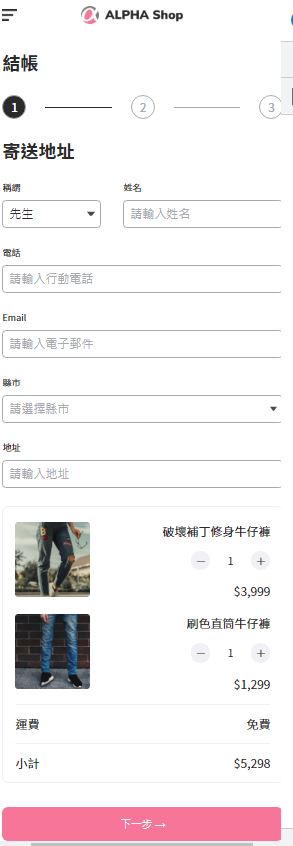 ALPHA Shop
結帳
1 2 3
寄送地址
稱謂 姓名
先生 請輸入姓名
電話
請輸入行動電話
Email
請輸入電子郵件
縣市
請選擇縣市
地址
請輸入地址
破壞補丁修身牛仔褲
− 1 +
$3,999
刷色直筒牛仔褲
− 1 +
$1,299
運費 免費
小計 $5,298
下一步 →